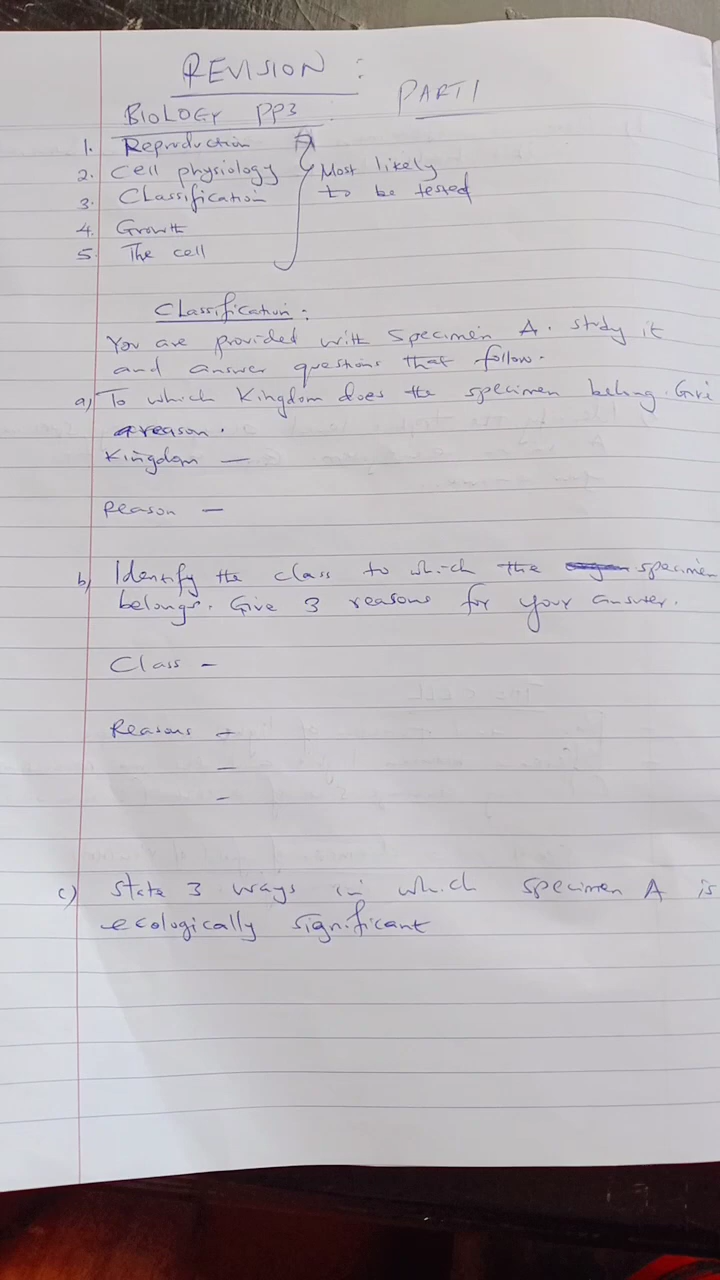 REVISION :
PART 1
BIOLOGY PP3 :
1. Reproduction
2. Cell physiology
3. Classification
4. Growth
5. The cell
Most likely
to be tested
Classification :
You are provided with specimen A. study it
and answer questions that follow.
a) To which Kingdom does the specimen belong. Give
a reason.
Kingdom —
Reason —
b) Identify the class to which the specimen
belongs. Give 3 reasons for your answer.
Class –
Reasons –
–
–
c) State 3 ways in which specimen A is
ecologically significant